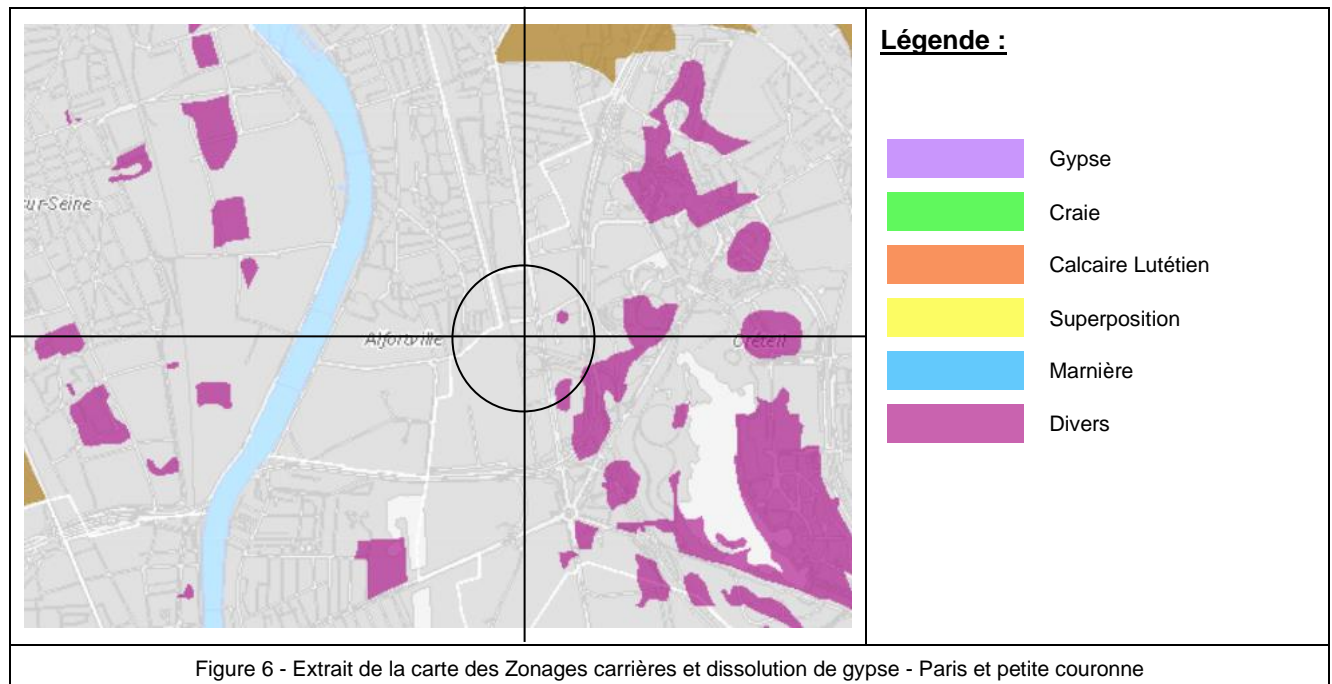 ur-Seine
Alfortville
Créteil
Légende :
Gypse
Craie
Calcaire Lutétien
Superposition
Marnière
Divers
Figure 6 - Extrait de la carte des Zonages carrières et dissolution de gypse - Paris et petite couronne